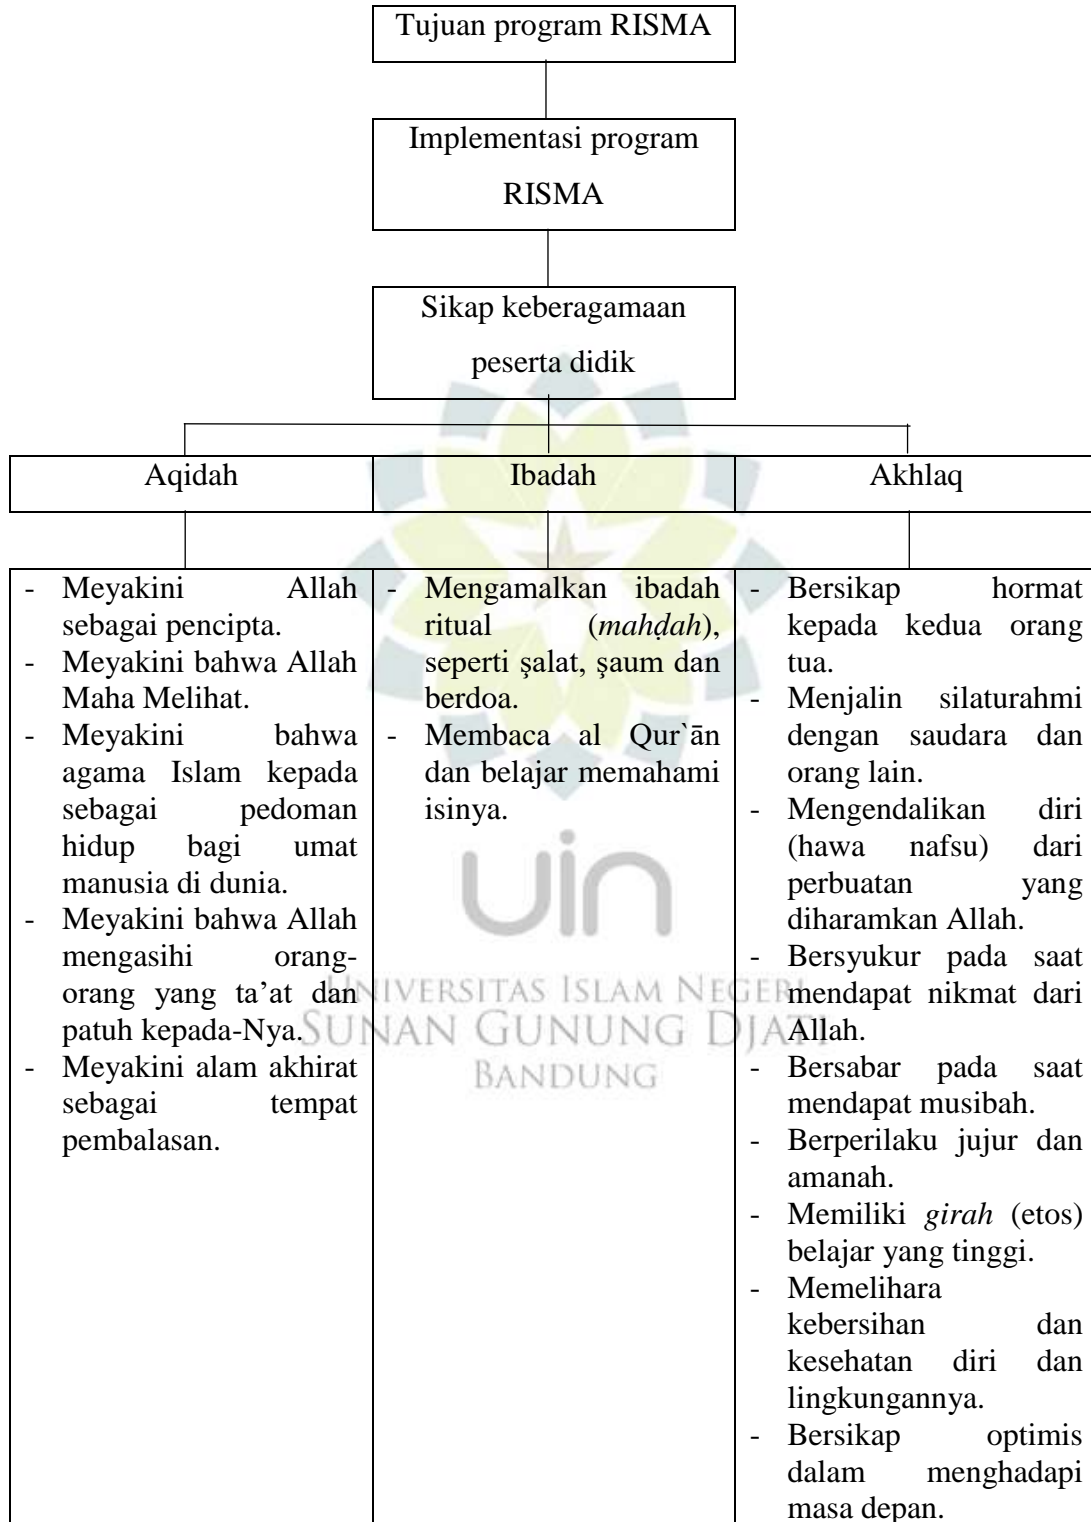 Tujuan program RISMA
Implementasi program
RISMA
Sikap keberagamaan
peserta didik
Aqidah
Ibadah
Akhlaq
- Meyakini Allah
sebagai pencipta.
- Meyakini bahwa Allah
Maha Melihat.
- Meyakini bahwa
agama Islam kepada
sebagai pedoman
hidup bagi umat
manusia di dunia.
- Meyakini bahwa Allah
mengasihi orang-
orang yang ta’at dan
patuh kepada-Nya.
- Meyakini alam akhirat
sebagai tempat
pembalasan.
- Mengamalkan ibadah
ritual (mahḍah),
seperti şalat, şaum dan
berdoa.
- Membaca al Qur`ān
dan belajar memahami
isinya.
- Bersikap hormat
kepada kedua orang
tua.
- Menjalin silaturahmi
dengan saudara dan
orang lain.
- Mengendalikan diri
(hawa nafsu) dari
perbuatan yang
diharamkan Allah.
- Bersyukur pada saat
mendapat nikmat dari
Allah.
- Bersabar pada saat
mendapat musibah.
- Berperilaku jujur dan
amanah.
- Memiliki girah (etos)
belajar yang tinggi.
- Memelihara
kebersihan dan
kesehatan diri dan
lingkungannya.
- Bersikap optimis
dalam menghadapi
masa depan.
uin
UNIVERSITAS ISLAM NEGERI
SUNAN GUNUNG DJATI
BANDUNG